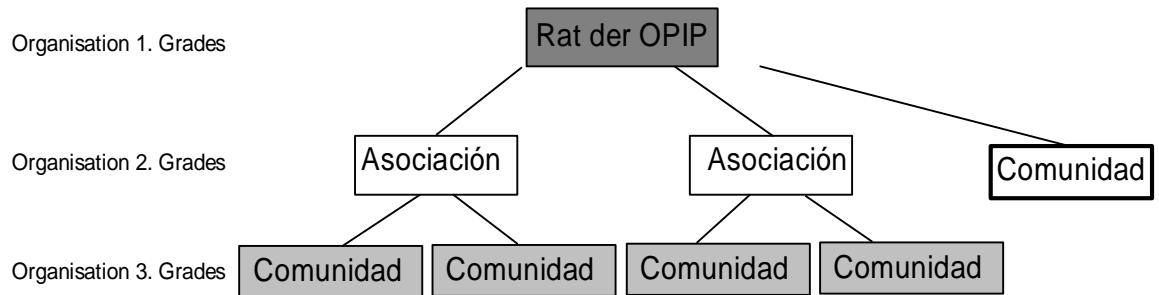 Organisation 1. Grades
Rat der OPIP
Organisation 2. Grades
Asociación
Asociación
Comunidad
Organisation 3. Grades
Comunidad
Comunidad
Comunidad
Comunidad